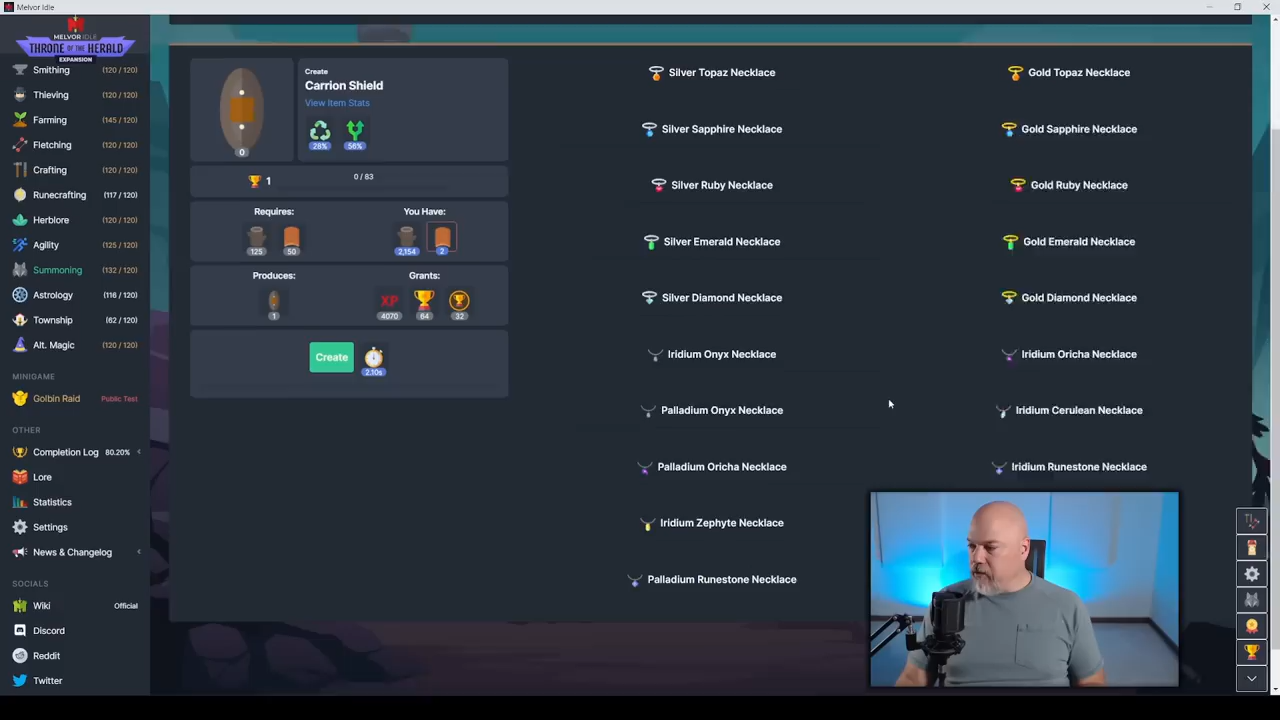 Melvor Idle
MELVOR IDLE
THRONE OF THE HERALD
EXPANSION
Smithing (120 / 120)
Thieving (120 / 120)
Farming (145 / 120)
Fletching (120 / 120)
Crafting (120 / 120)
Runecrafting (117 / 120)
Herblore (120 / 120)
Agility (125 / 120)
Summoning (132 / 120)
Astrology (116 / 120)
Township (62 / 120)
Alt. Magic (120 / 120)
MINIGAME
Golbin Raid Public Test
OTHER
Completion Log 80.20%
Lore
Statistics
Settings
News & Changelog
SOCIALS
Wiki Official
Discord
Reddit
Twitter
0
Create
Carrion Shield
View Item Stats
28% 56%
1 0 / 83
Requires: You Have:
125 50 2,154 2
Produces: Grants:
XP
1 4070 64 32
Create 2.10s
Silver Topaz Necklace Gold Topaz Necklace
Silver Sapphire Necklace Gold Sapphire Necklace
Silver Ruby Necklace Gold Ruby Necklace
Silver Emerald Necklace Gold Emerald Necklace
Silver Diamond Necklace Gold Diamond Necklace
Iridium Onyx Necklace Iridium Oricha Necklace
Palladium Onyx Necklace Iridium Cerulean Necklace
Palladium Oricha Necklace Iridium Runestone Necklace
Iridium Zephyte Necklace
Palladium Runestone Necklace